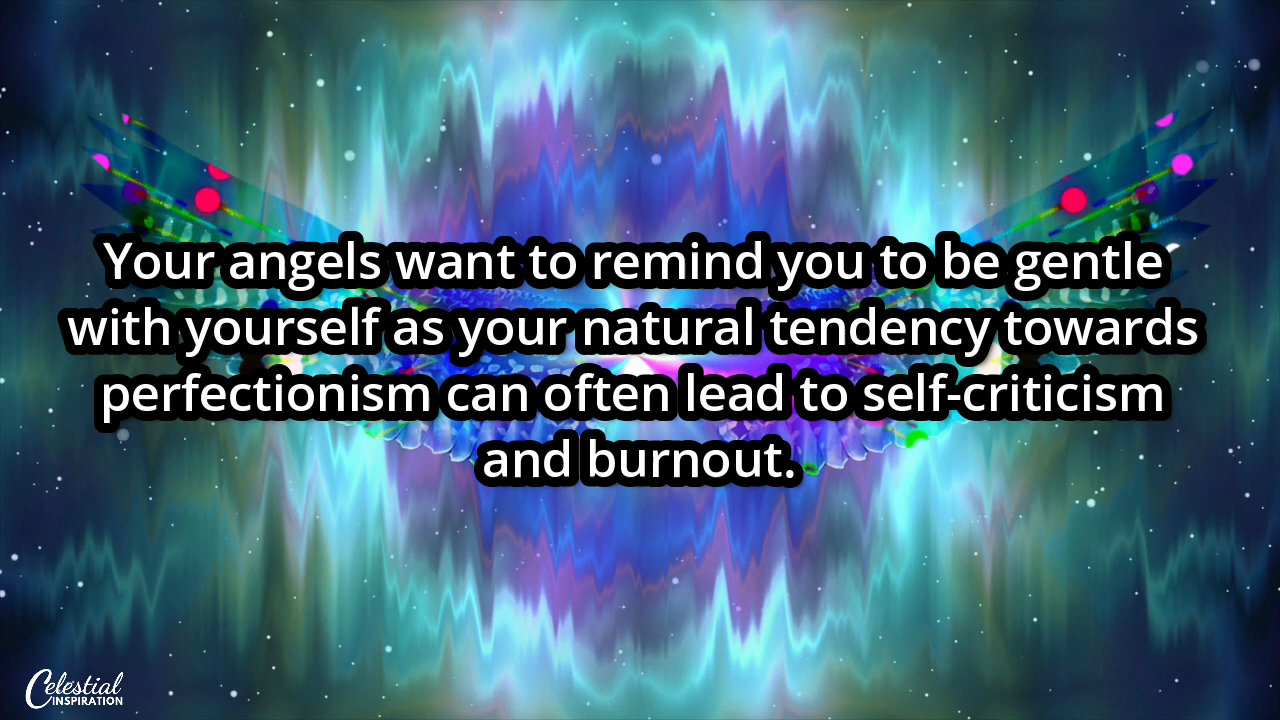 Your angels want to remind you to be gentle
with yourself as your natural tendency towards
perfectionism can often lead to self-criticism
and burnout.
Celestial
INSPIRATION